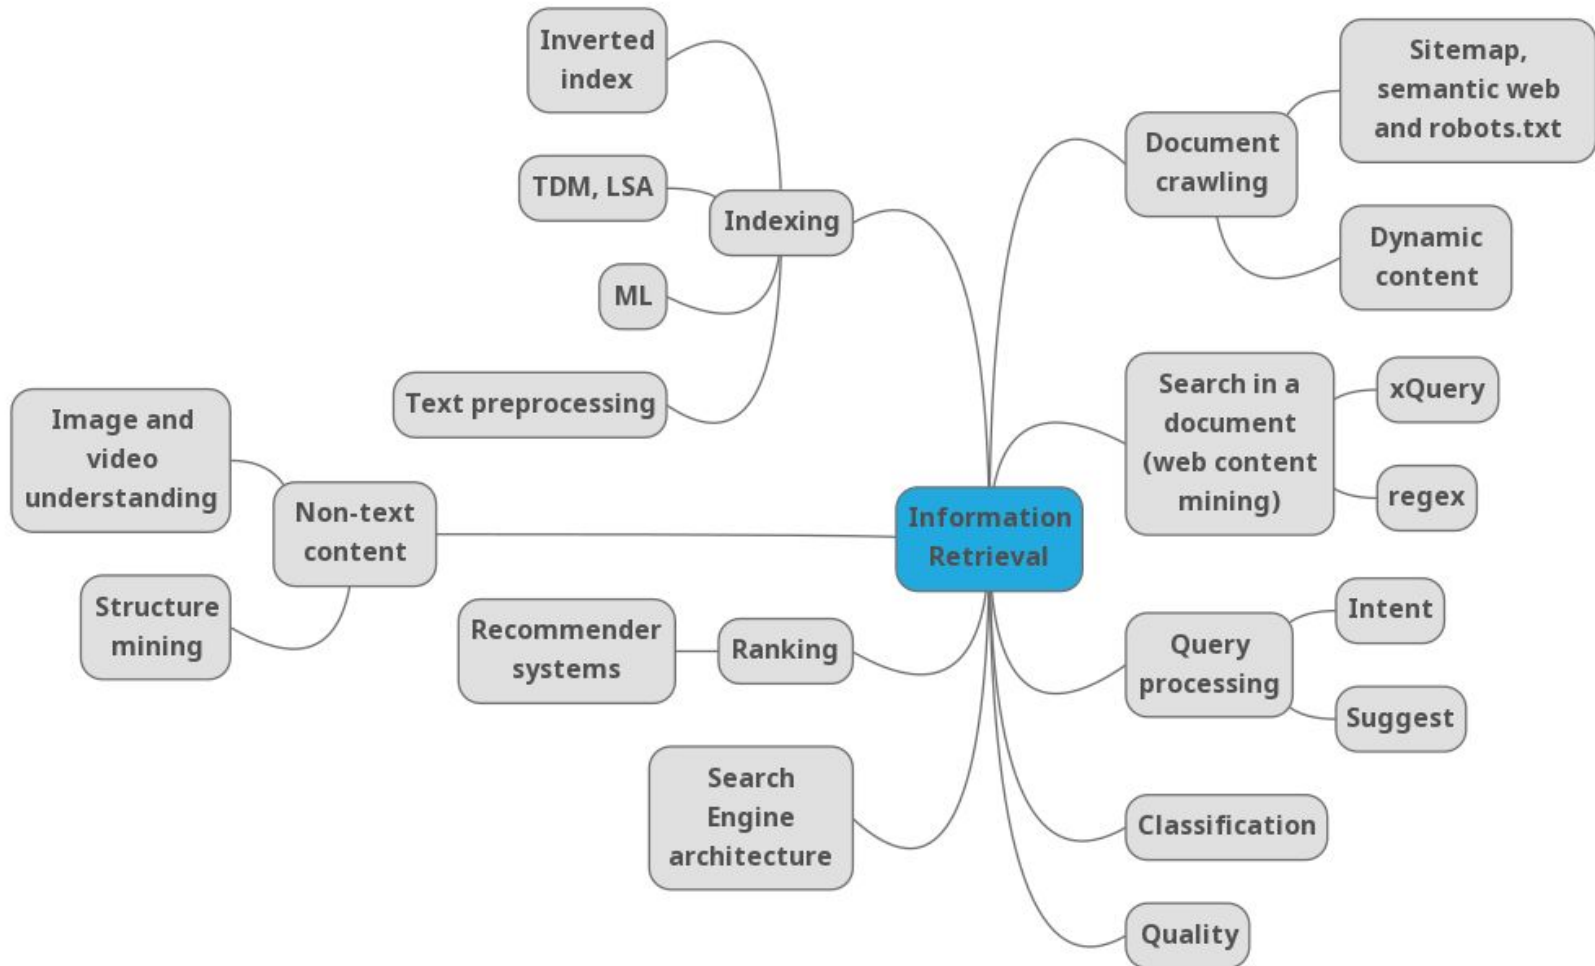 Inverted
index
TDM, LSA
Indexing
ML
Text preprocessing
Image and
video
understanding
Non-text
content
Structure
mining
Recommender
systems
Ranking
Search
Engine
architecture
Information
Retrieval
Document
crawling
Sitemap,
semantic web
and robots.txt
Dynamic
content
Search in a
document
(web content
mining)
xQuery
regex
Query
processing
Intent
Suggest
Classification
Quality